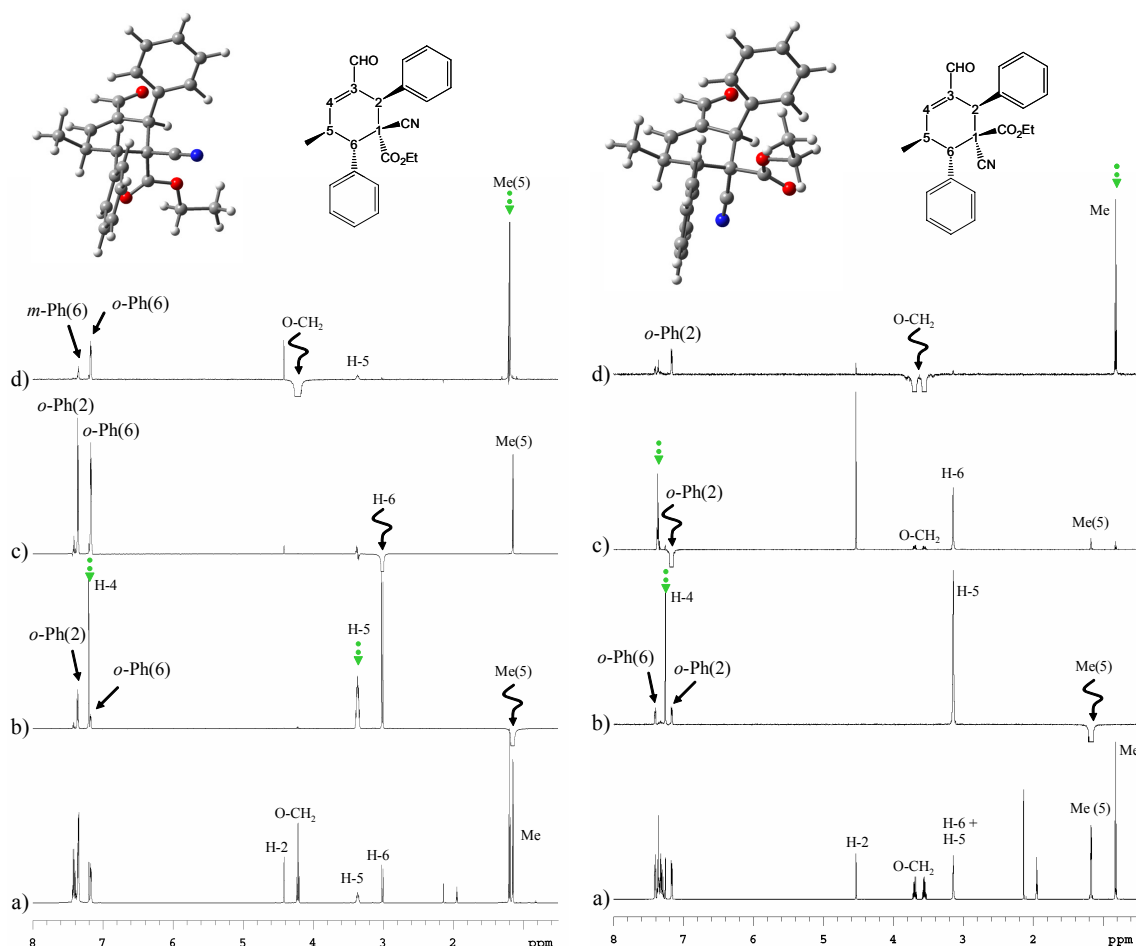 CHO
3
4
2
5
1
CN
6
CO₂Et
Me(5)
m-Ph(6)
o-Ph(6)
O-CH₂
H-5
d)
o-Ph(2)
o-Ph(6)
H-6
Me(5)
c)
H-4
o-Ph(2)
o-Ph(6)
H-5
Me(5)
b)
O-CH₂
H-2
H-6
H-5
Me
a)
8 7 6 5 4 3 2 ppm
CHO
3
4
2
5
1
CO₂Et
6
CN
Me
o-Ph(2)
O-CH₂
d)
o-Ph(2)
H-6
O-CH₂
Me(5)
c)
H-4
H-5
o-Ph(6)
o-Ph(2)
Me(5)
b)
Me
Me (5)
H-6 +
H-5
H-2
O-CH₂
a)
8 7 6 5 4 3 2 ppm